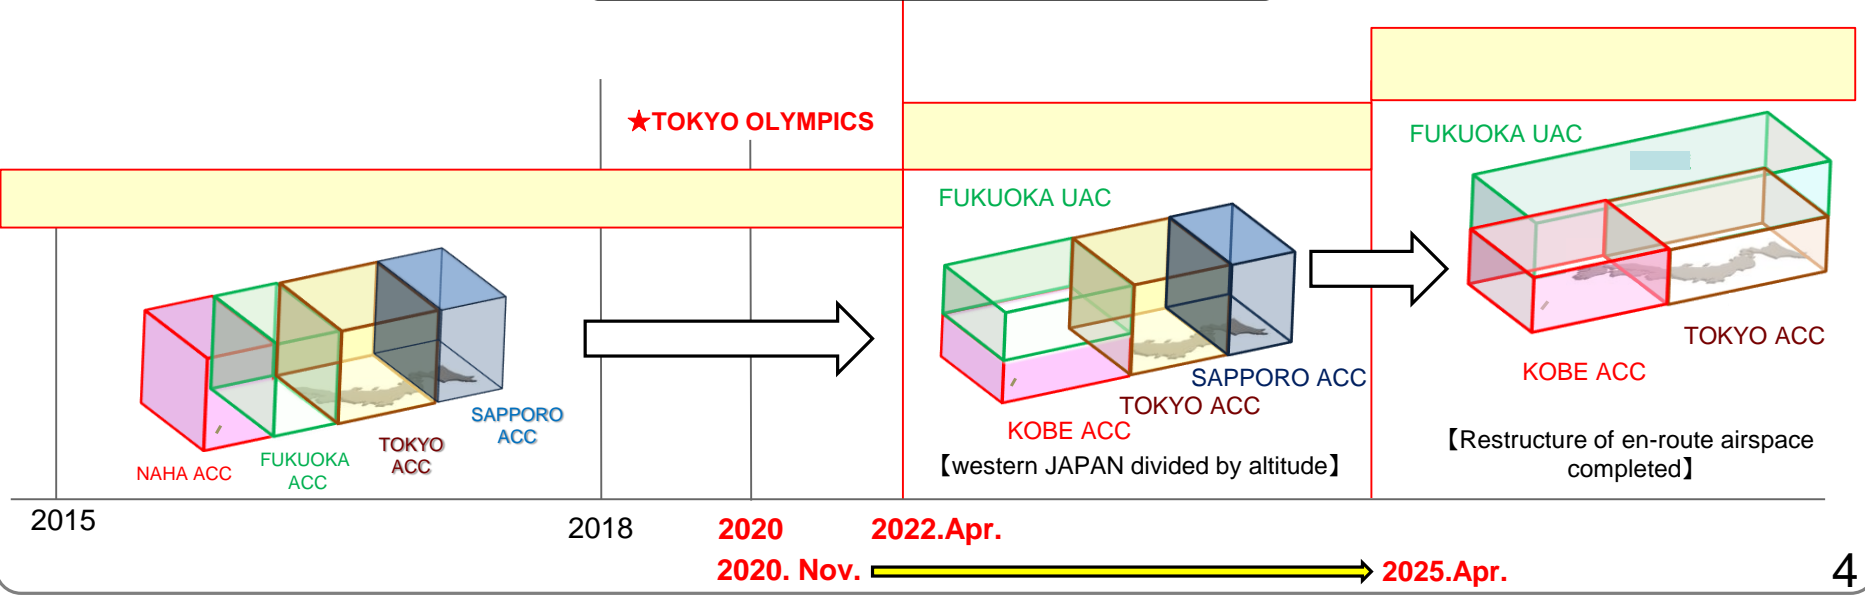 ★TOKYO OLYMPICS
FUKUOKA UAC
FUKUOKA UAC
NAHA ACC
FUKUOKA
ACC
TOKYO
ACC
SAPPORO
ACC
SAPPORO ACC
TOKYO ACC
KOBE ACC
【western JAPAN divided by altitude】
TOKYO ACC
KOBE ACC
【Restructure of en-route airspace
completed】
2015
2018
2020
2022.Apr.
2020. Nov.
2025.Apr.
4